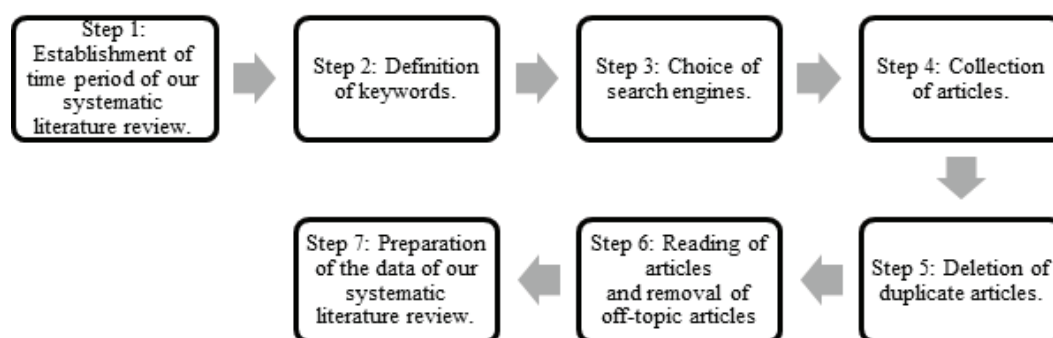 Step 1:
Establishment of
time period of our
systematic
literature review.
Step 2: Definition
of keywords.
Step 3: Choice of
search engines.
Step 4: Collection
of articles.
Step 5: Deletion of
duplicate articles.
Step 6: Reading of
articles
and removal of
off-topic articles
Step 7: Preparation
of the data of our
systematic
literature review.